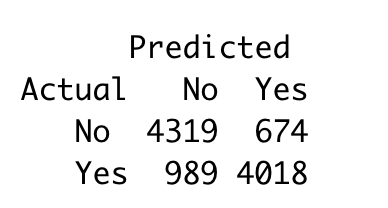 Predicted
Actual No Yes
No 4319 674
Yes 989 4018